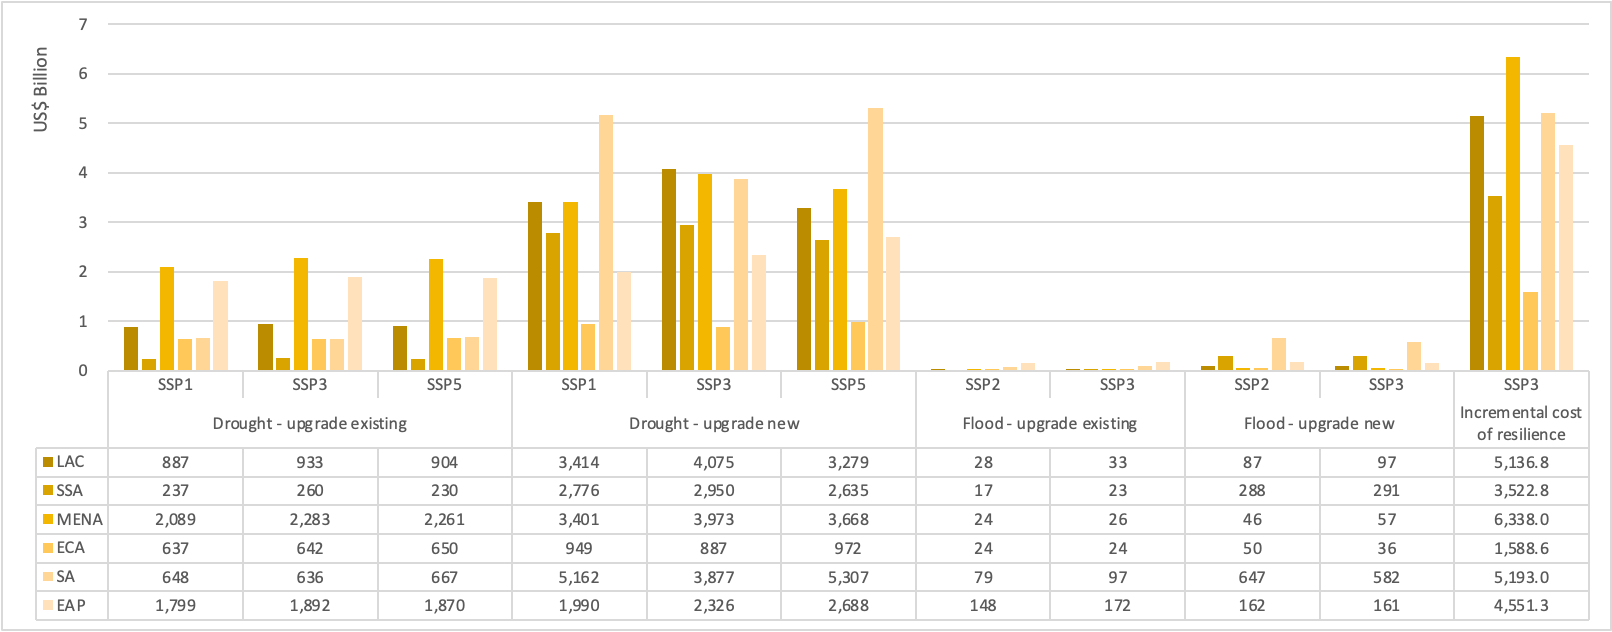 7
6
5
4
3
2
1
0
US$ Billion
SSP1 SSP3 SSP5 SSP1 SSP3 SSP5 SSP2 SSP3 SSP2 SSP3 SSP3
Drought - upgrade existing Drought - upgrade new Flood - upgrade existing Flood - upgrade new Incremental cost
of resilience
LAC 887 933 904 3,414 4,075 3,279 28 33 87 97 5,136.8
SSA 237 260 230 2,776 2,950 2,635 17 23 288 291 3,522.8
MENA 2,089 2,283 2,261 3,401 3,973 3,668 24 26 46 57 6,338.0
ECA 637 642 650 949 887 972 24 24 50 36 1,588.6
SA 648 636 667 5,162 3,877 5,307 79 97 647 582 5,193.0
EAP 1,799 1,892 1,870 1,990 2,326 2,688 148 172 162 161 4,551.3